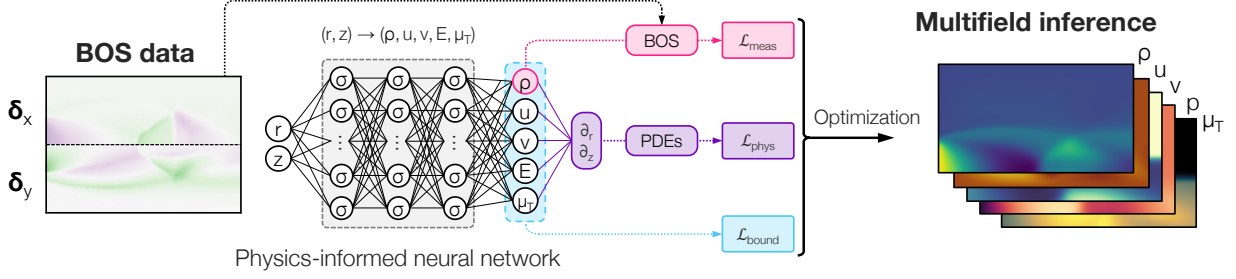 BOS data
δx
δy
(r, z) → (ρ, u, v, E, μT)
r
z
σ σ σ
σ σ σ
σ σ σ
σ σ σ
ρ
u
v
E
μT
∂r
∂z
BOS
PDEs
ℒmeas
ℒphys
ℒbound
Physics-informed neural network
Optimization
Multifield inference
ρ
u
v
p
μT